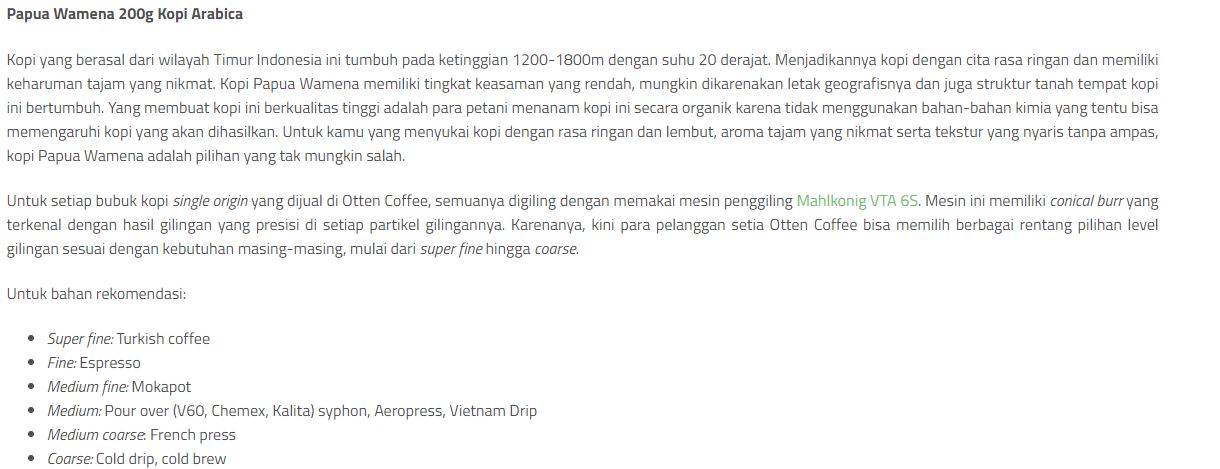 Papua Wamena 200g Kopi Arabica
Kopi yang berasal dari wilayah Timur Indonesia ini tumbuh pada ketinggian 1200-1800m dengan suhu 20 derajat. Menjadikannya kopi dengan cita rasa ringan dan memiliki
keharuman tajam yang nikmat. Kopi Papua Wamena memiliki tingkat keasaman yang rendah, mungkin dikarenakan letak geografisnya dan juga struktur tanah tempat kopi
ini bertumbuh. Yang membuat kopi ini berkualitas tinggi adalah para petani menanam kopi ini secara organik karena tidak menggunakan bahan-bahan kimia yang tentu bisa
memengaruhi kopi yang akan dihasilkan. Untuk kamu yang menyukai kopi dengan rasa ringan dan lembut, aroma tajam yang nikmat serta tekstur yang nyaris tanpa ampas,
kopi Papua Wamena adalah pilihan yang tak mungkin salah.
Untuk setiap bubuk kopi single origin yang dijual di Otten Coffee, semuanya digiling dengan memakai mesin penggiling Mahlkonig VTA 6S. Mesin ini memiliki conical burr yang
terkenal dengan hasil gilingan yang presisi di setiap partikel gilingannya. Karenanya, kini para pelanggan setia Otten Coffee bisa memilih berbagai rentang pilihan level
gilingan sesuai dengan kebutuhan masing-masing, mulai dari super fine hingga coarse.
Untuk bahan rekomendasi:
• Super fine: Turkish coffee
• Fine: Espresso
• Medium fine: Mokapot
• Medium: Pour over (V60, Chemex, Kalita) syphon, Aeropress, Vietnam Drip
• Medium coarse: French press
• Coarse: Cold drip, cold brew